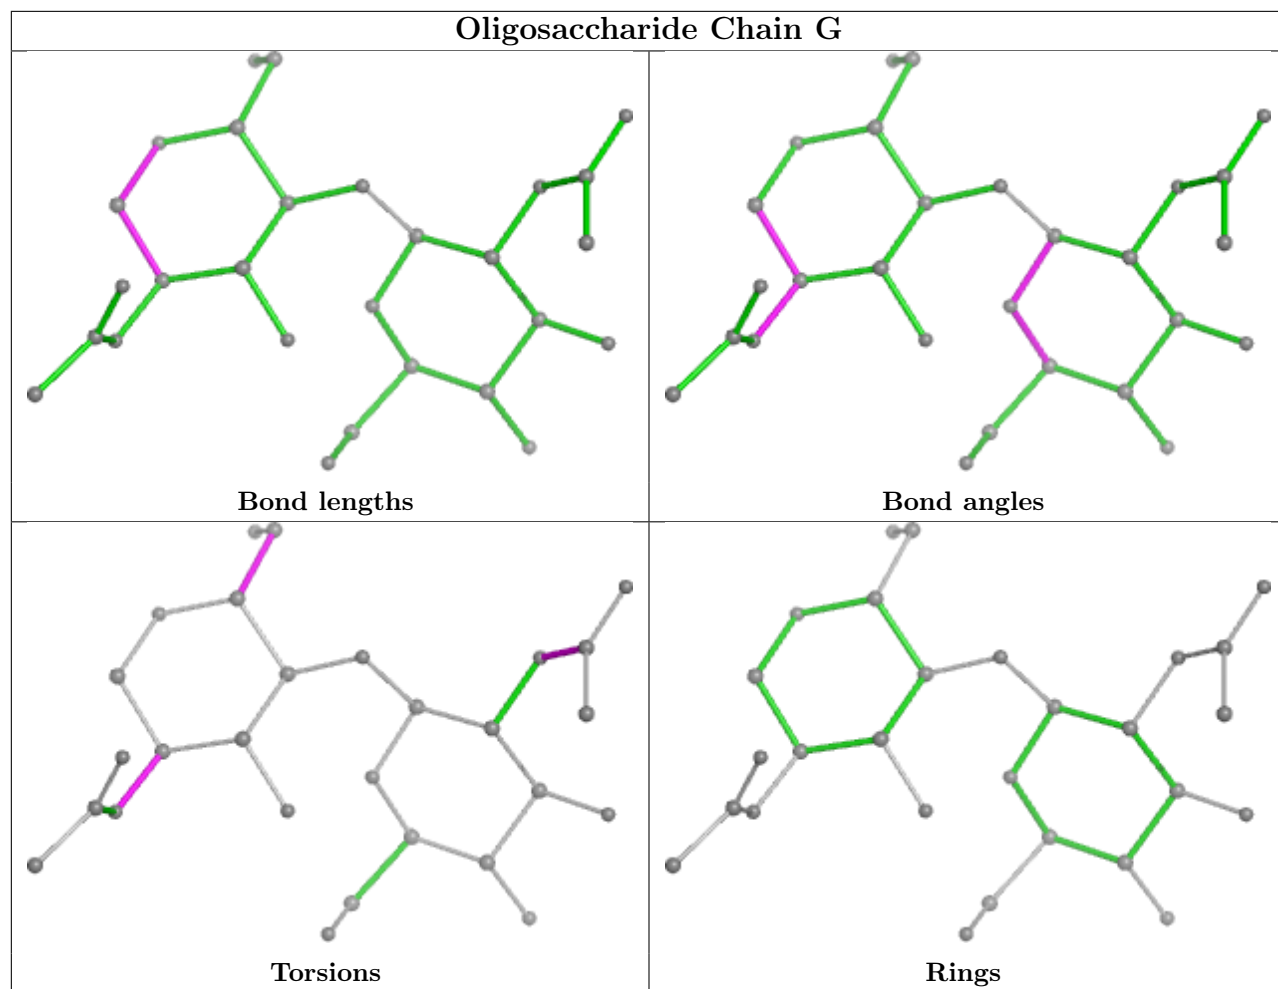 Oligosaccharide Chain G
Bond lengths
Bond angles
Torsions
Rings